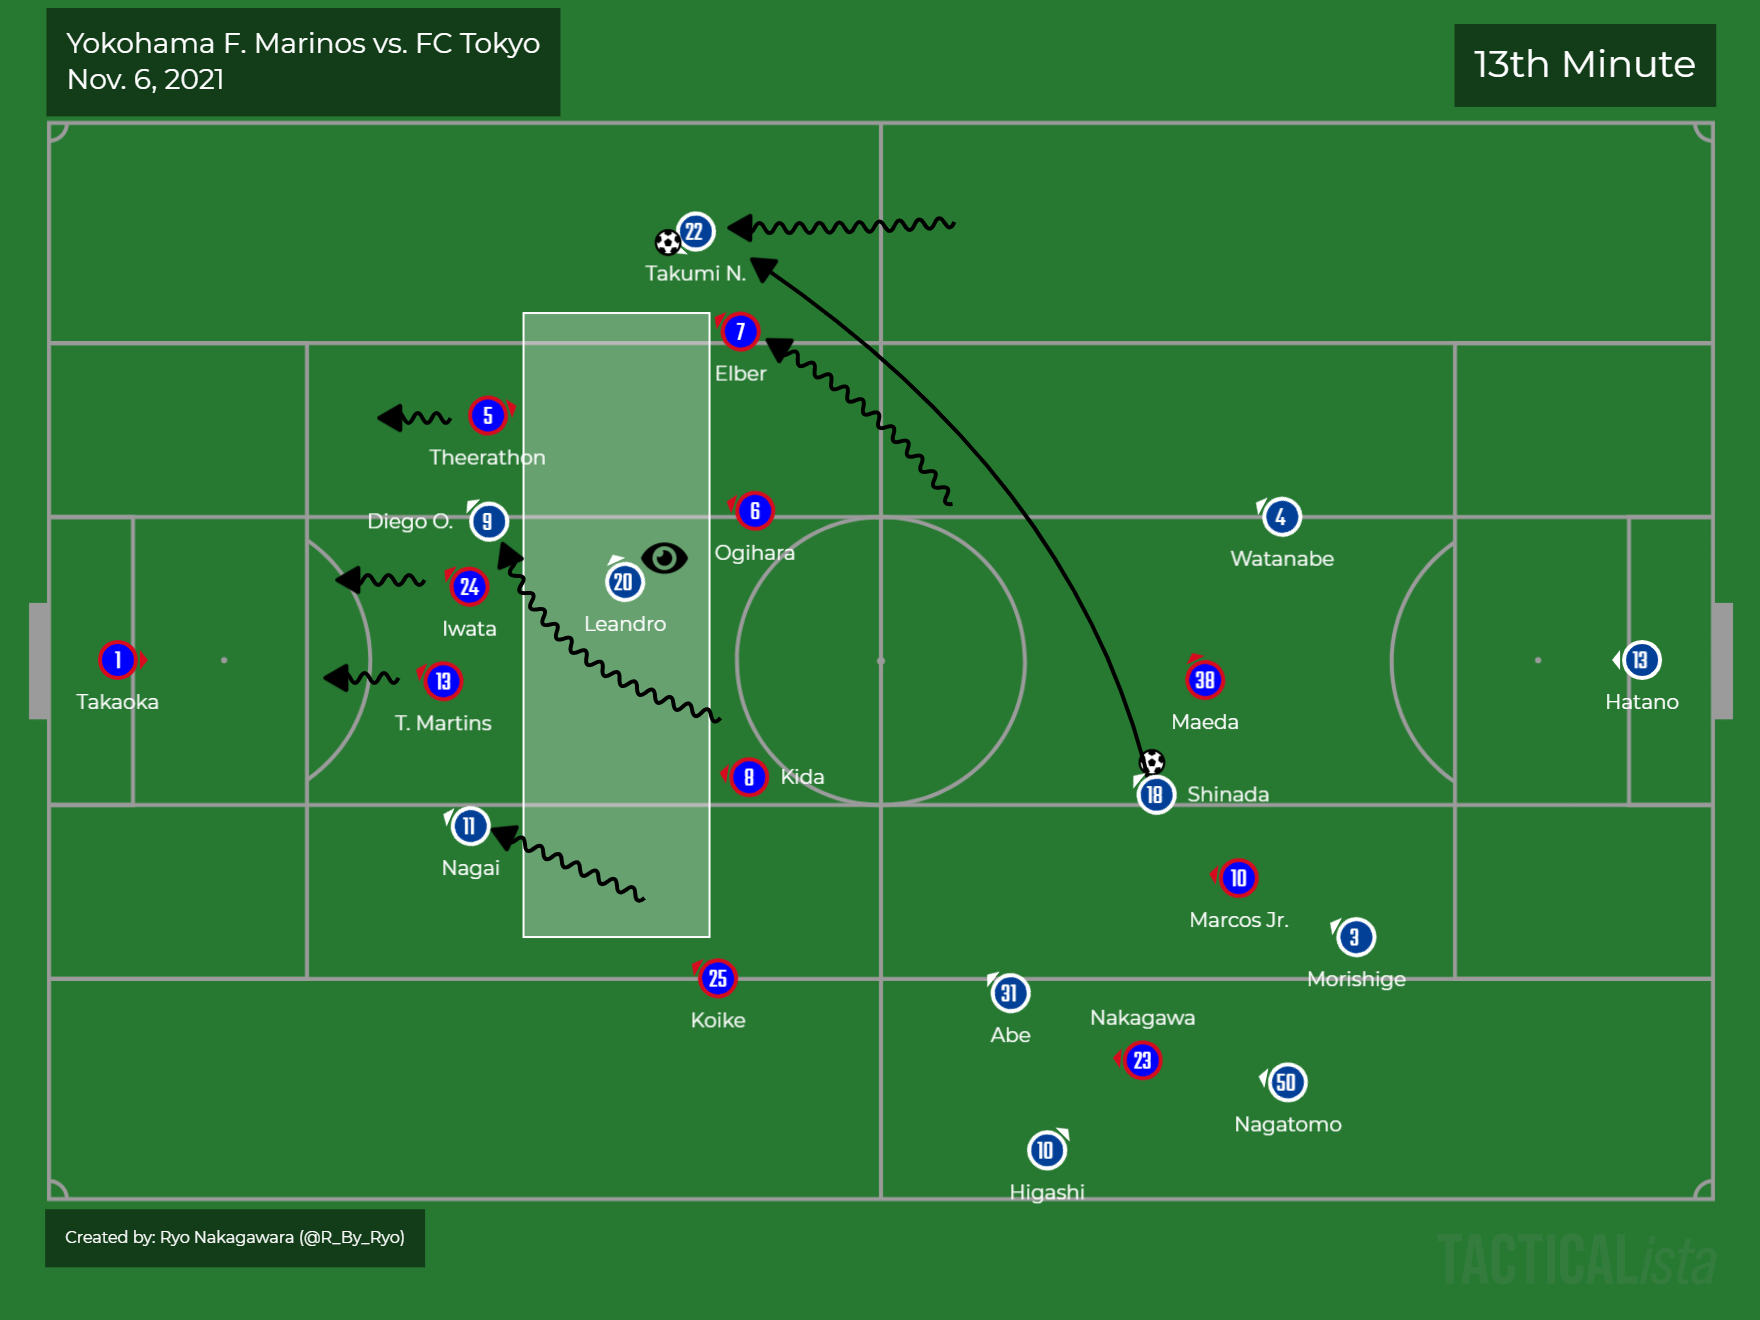 Yokohama F. Marinos vs. FC Tokyo
Nov. 6, 2021
13th Minute
22
Takumi N.
7
Elber
5
Theerathon
Diego O.
9
6
Ogihara
4
Watanabe
24
Iwata
20
Leandro
1
Takaoka
13
T. Martins
38
Maeda
13
Hatano
8
Kida
18
Shinada
11
Nagai
10
Marcos Jr.
3
Morishige
25
Koike
31
Abe
Nakagawa
23
50
Nagatomo
10
Higashi
Created by: Ryo Nakagawara (@R_By_Ryo)
TACTICALista